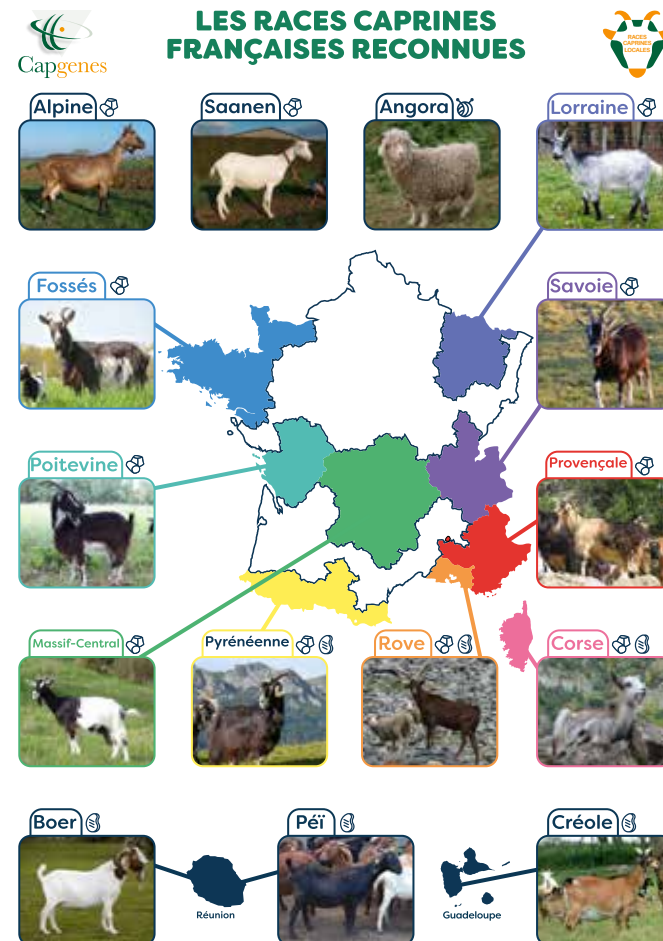 LES RACES CAPRINES
FRANÇAISES RECONNUES
Capgenes
RACES
CAPRINES
LOCALES
Alpine
Saanen
Angora
Lorraine
Fossés
Savoie
Poitevine
Provençale
Massif-Central
Pyrénéenne
Rove
Corse
Boer
Péï
Créole
Réunion
Guadeloupe